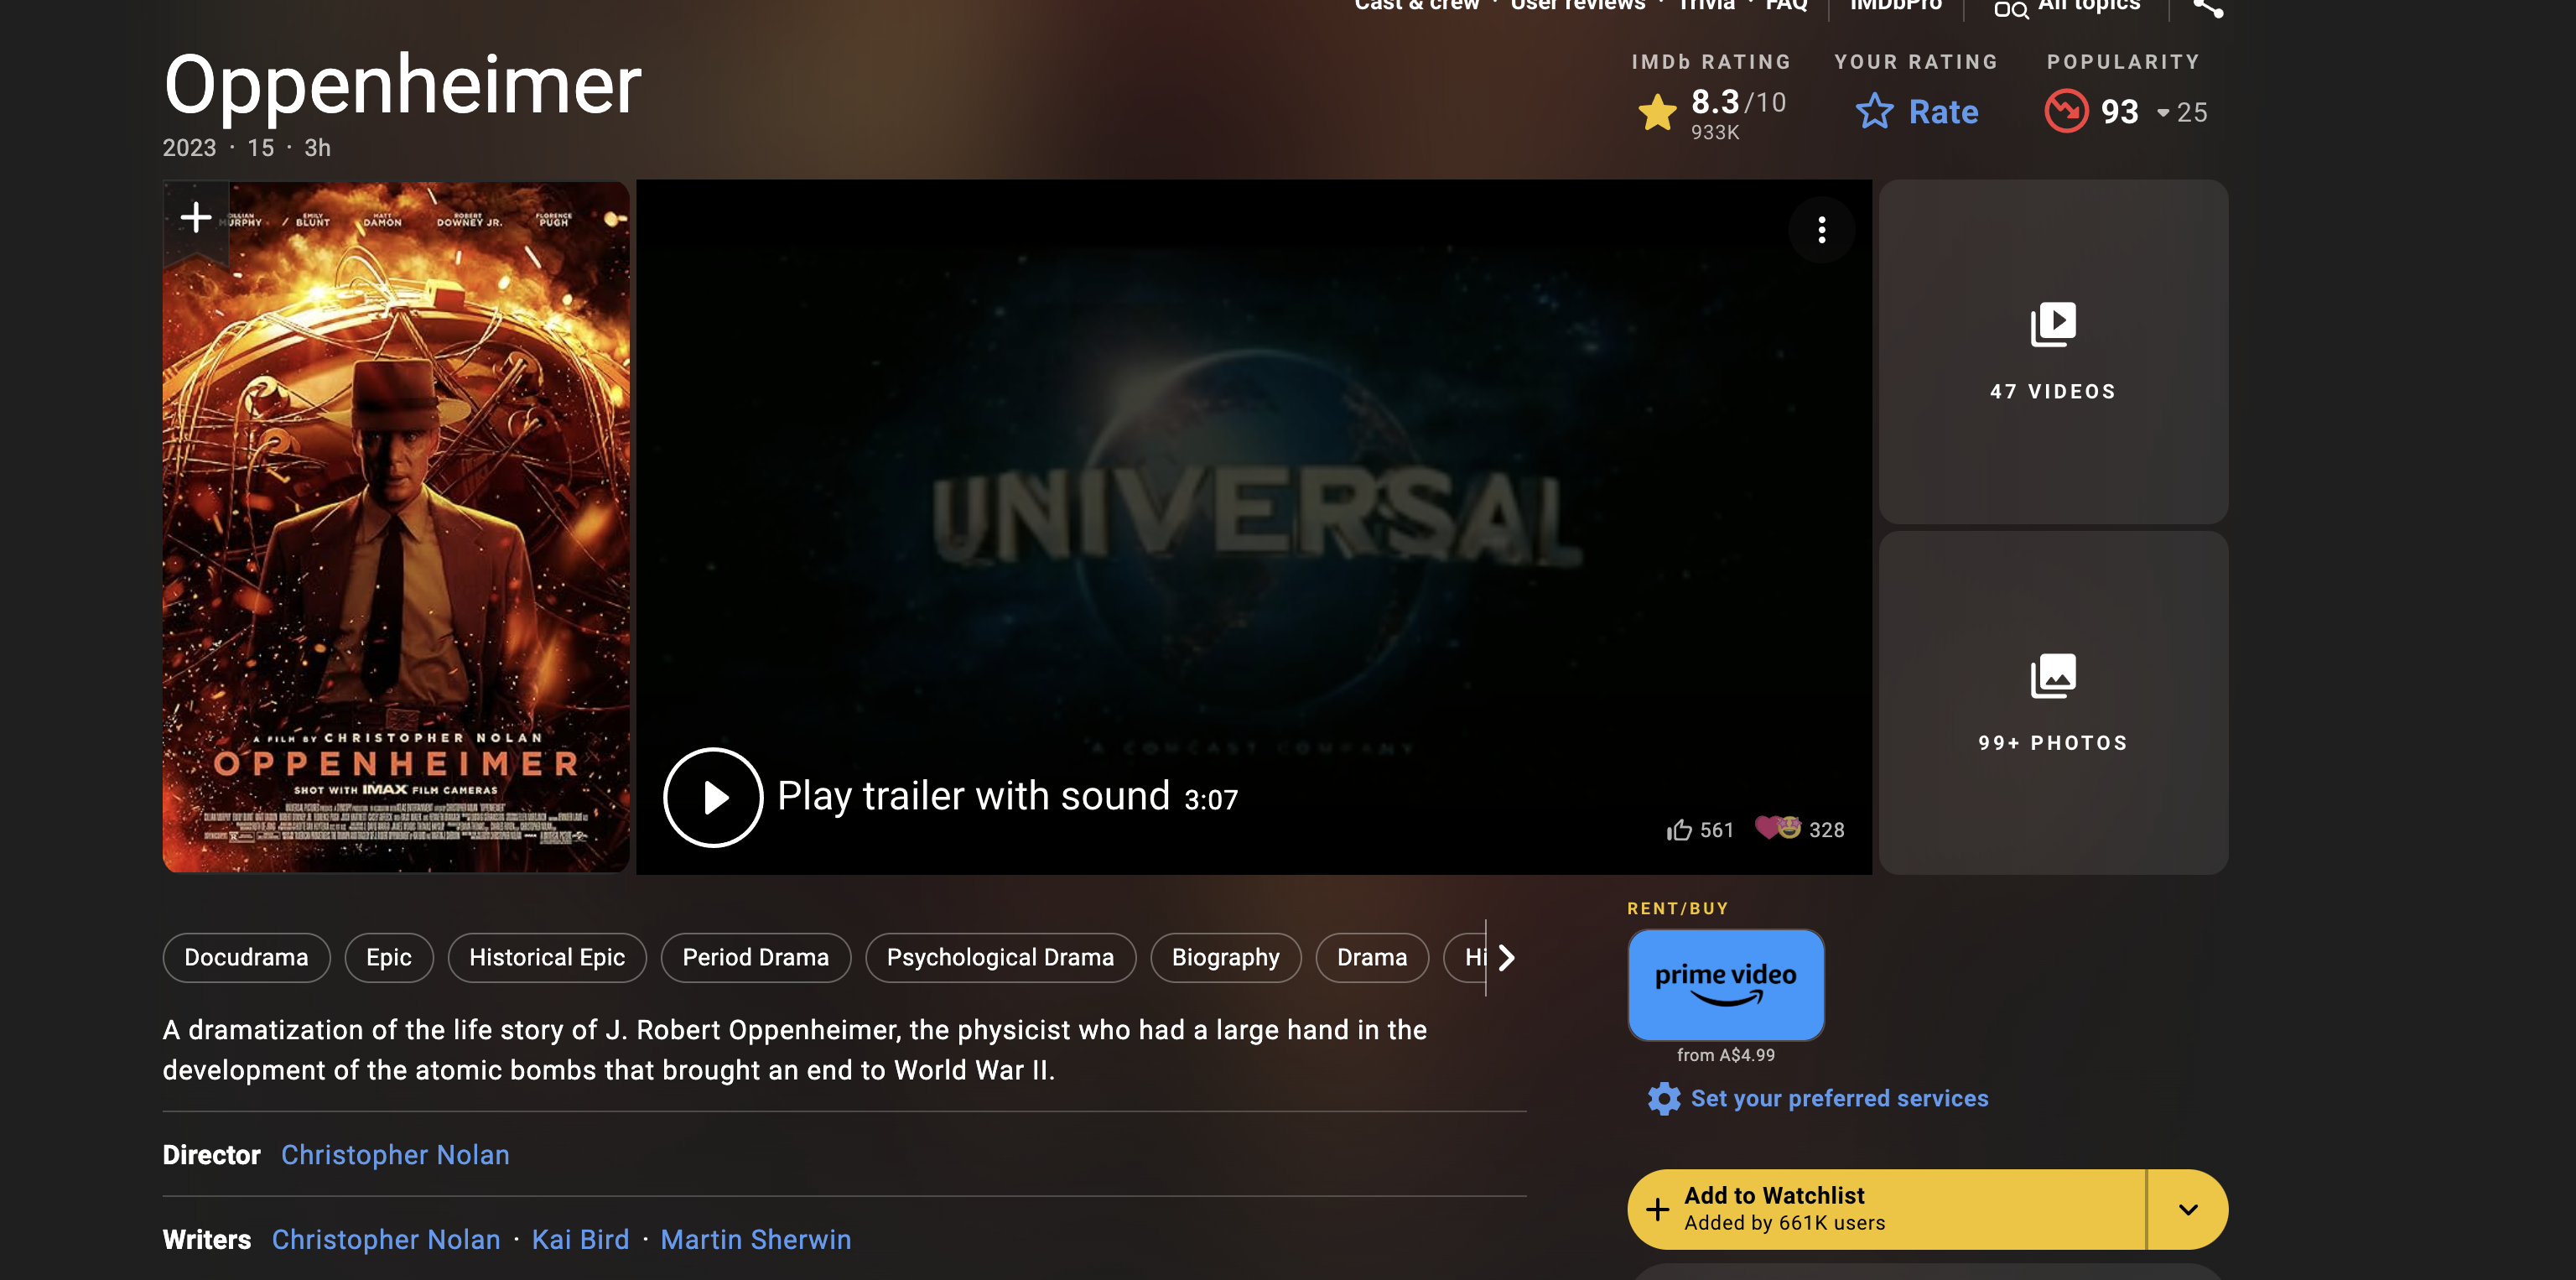 Cast & crew · User reviews · Trivia · FAQ IMDbPro All topics
Oppenheimer
2023 · 15 · 3h
IMDb RATING
8.3/10
933K
YOUR RATING
Rate
POPULARITY
93 25
CILLIAN MURPHY EMILY BLUNT MATT DAMON ROBERT DOWNEY JR. FLORENCE PUGH
A FILM BY CHRISTOPHER NOLAN
OPPENHEIMER
SHOT WITH IMAX FILM CAMERAS
UNIVERSAL
A COMCAST COMPANY
Play trailer with sound 3:07
561 328
47 VIDEOS
99+ PHOTOS
Docudrama Epic Historical Epic Period Drama Psychological Drama Biography Drama Hi
A dramatization of the life story of J. Robert Oppenheimer, the physicist who had a large hand in the
development of the atomic bombs that brought an end to World War II.
Director Christopher Nolan
Writers Christopher Nolan · Kai Bird · Martin Sherwin
RENT/BUY
prime video
from A$4.99
Set your preferred services
Add to Watchlist
Added by 661K users